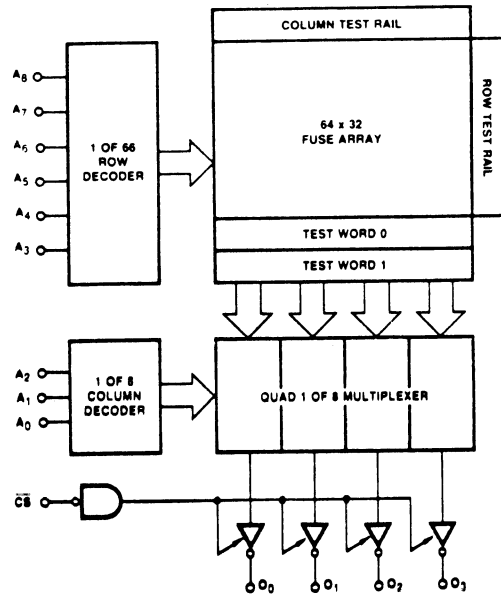 COLUMN TEST RAIL
A8
A7
A6
A5
A4
A3
1 OF 66
ROW
DECODER
64 x 32
FUSE ARRAY
ROW TEST RAIL
TEST WORD 0
TEST WORD 1
A2
A1
A0
1 OF 8
COLUMN
DECODER
QUAD 1 OF 8 MULTIPLEXER
CS
O0
O1
O2
O3